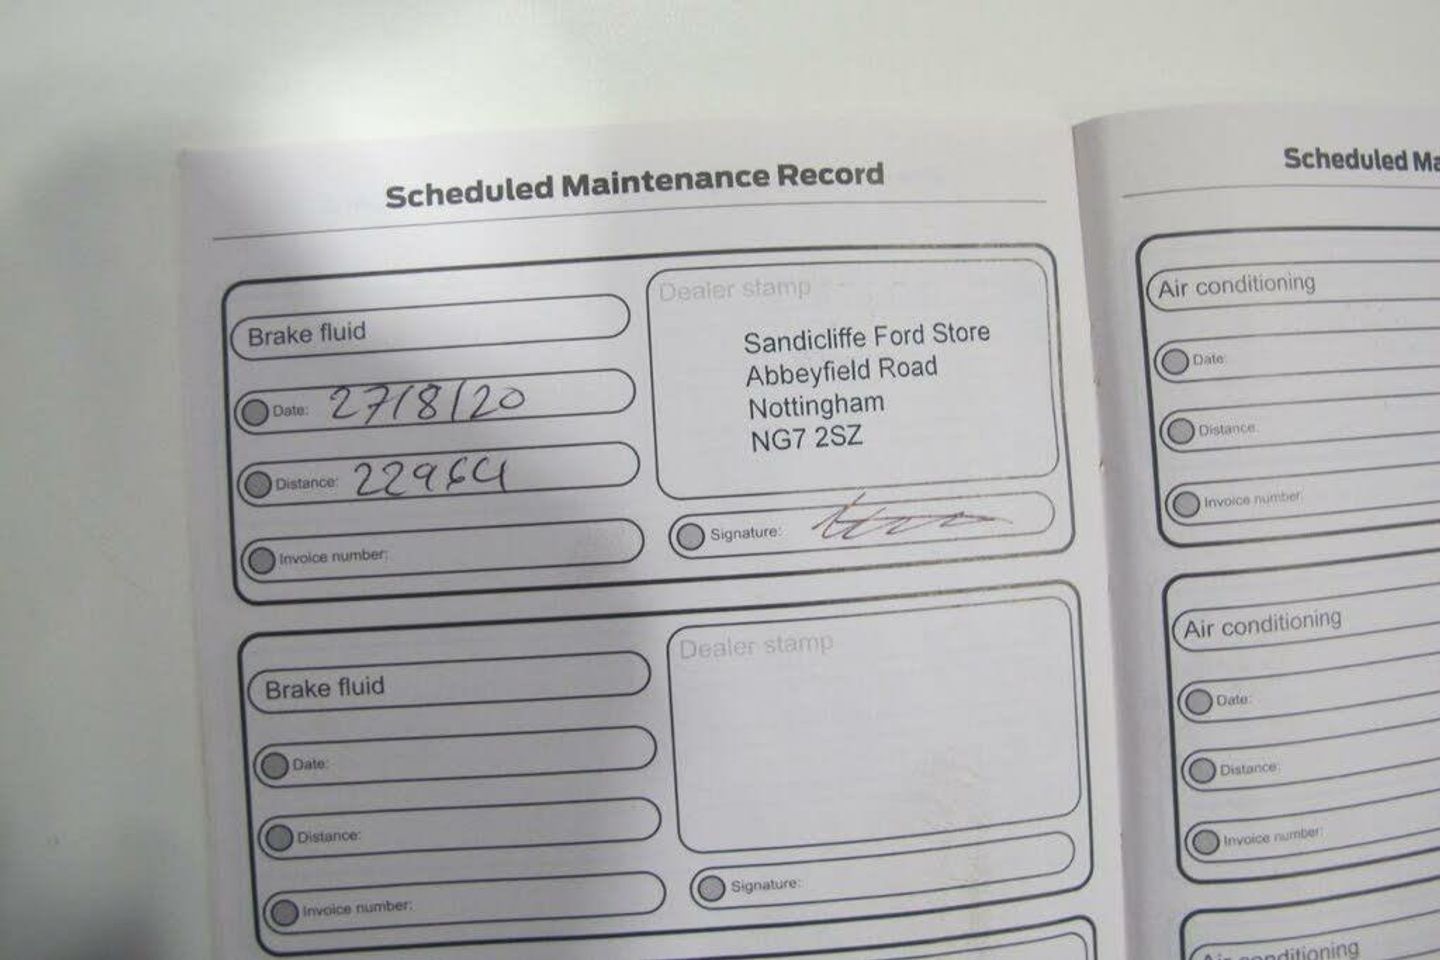 Scheduled Maintenance Record
Brake fluid
Date: 27/8/20
Distance: 22964
Invoice number:
Dealer stamp
Sandicliffe Ford Store
Abbeyfield Road
Nottingham
NG7 2SZ
Signature:
Brake fluid
Date:
Distance:
Invoice number:
Dealer stamp
Signature:
Scheduled Ma
Air conditioning
Date:
Distance:
Invoice number:
Air conditioning
Date:
Distance:
Invoice number:
Air conditioning